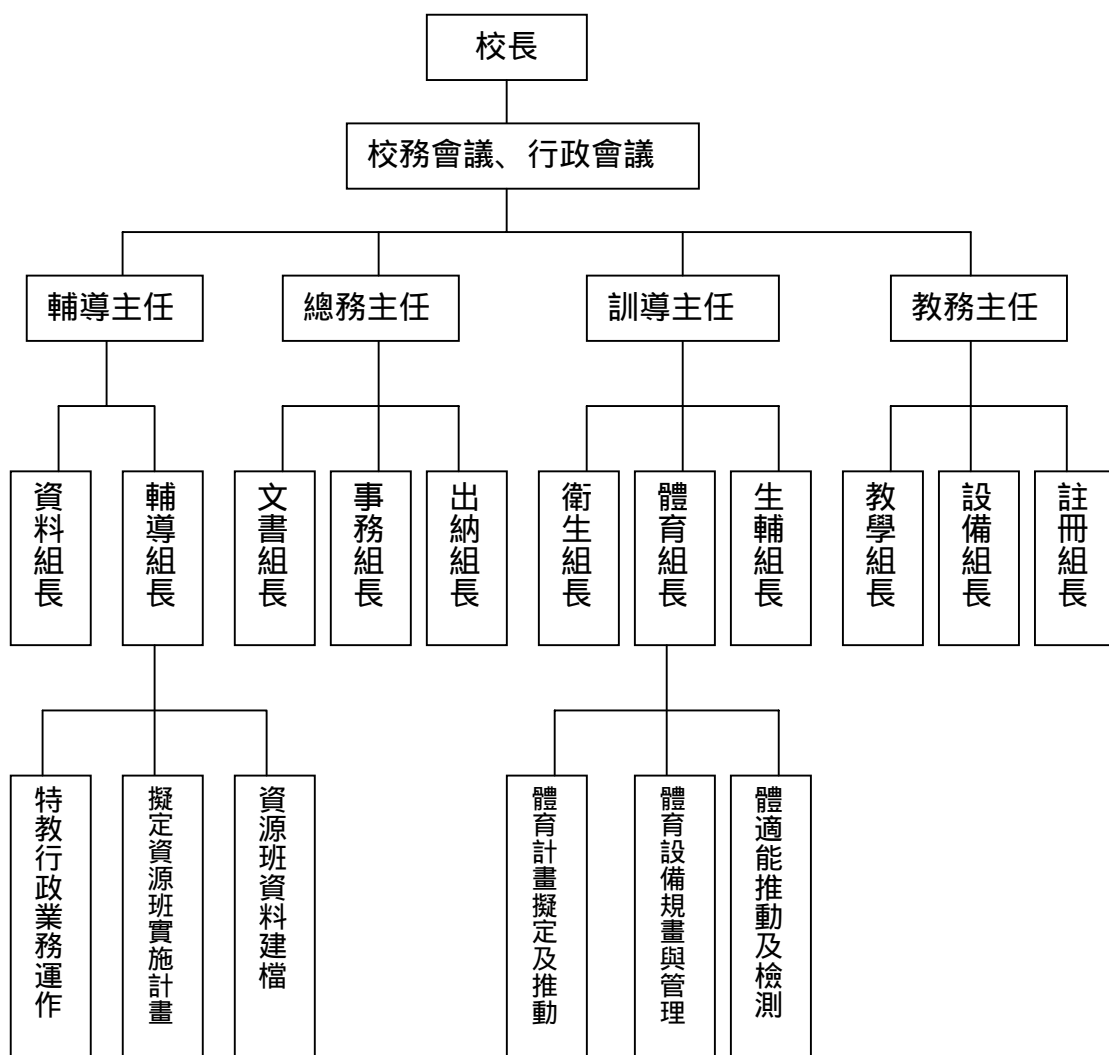 校長
校務會議、行政會議
輔導主任
總務主任
訓導主任
教務主任
資料組長
輔導組長
文書組長
事務組長
出納組長
衛生組長
體育組長
生輔組長
教學組長
設備組長
註冊組長
特教行政業務運作
擬定資源班實施計畫
資源班資料建檔
體育計畫擬定及推動
體育設備規畫與管理
體適能推動及檢測